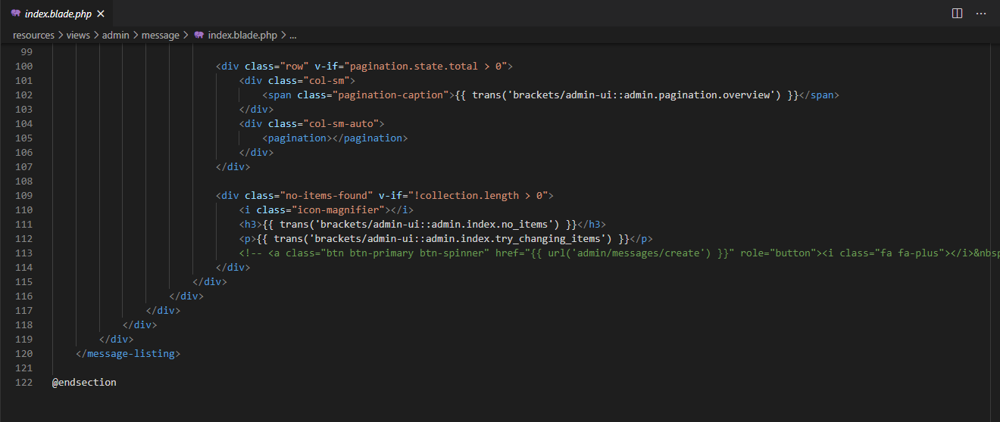 index.blade.php
resources > views > admin > message > index.blade.php > ...
99
100 <div class="row" v-if="pagination.state.total > 0">
101 <div class="col-sm">
102 <span class="pagination-caption">{{ trans('brackets/admin-ui::admin.pagination.overview') }}</span>
103 </div>
104 <div class="col-sm-auto">
105 <pagination></pagination>
106 </div>
107 </div>
108
109 <div class="no-items-found" v-if="!collection.length > 0">
110 <i class="icon-magnifier"></i>
111 <h3>{{ trans('brackets/admin-ui::admin.index.no_items') }}</h3>
112 <p>{{ trans('brackets/admin-ui::admin.index.try_changing_items') }}</p>
113 <!-- <a class="btn btn-primary btn-spinner" href="{{ url('admin/messages/create') }}" role="button"><i class="fa fa-plus"></i>&nbsp
114 </div>
115 </div>
116 </div>
117 </div>
118 </div>
119 </div>
120 </message-listing>
121
122 @endsection